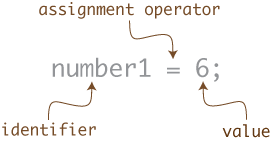 assignment operator
number1 = 6;
identifier
value